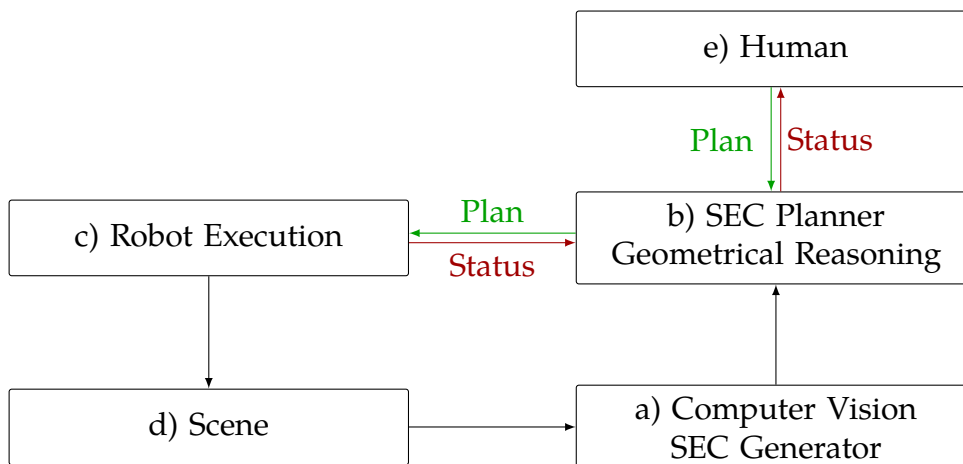 e) Human
Plan
Status
c) Robot Execution
Plan
Status
b) SEC Planner
Geometrical Reasoning
d) Scene
a) Computer Vision
SEC Generator